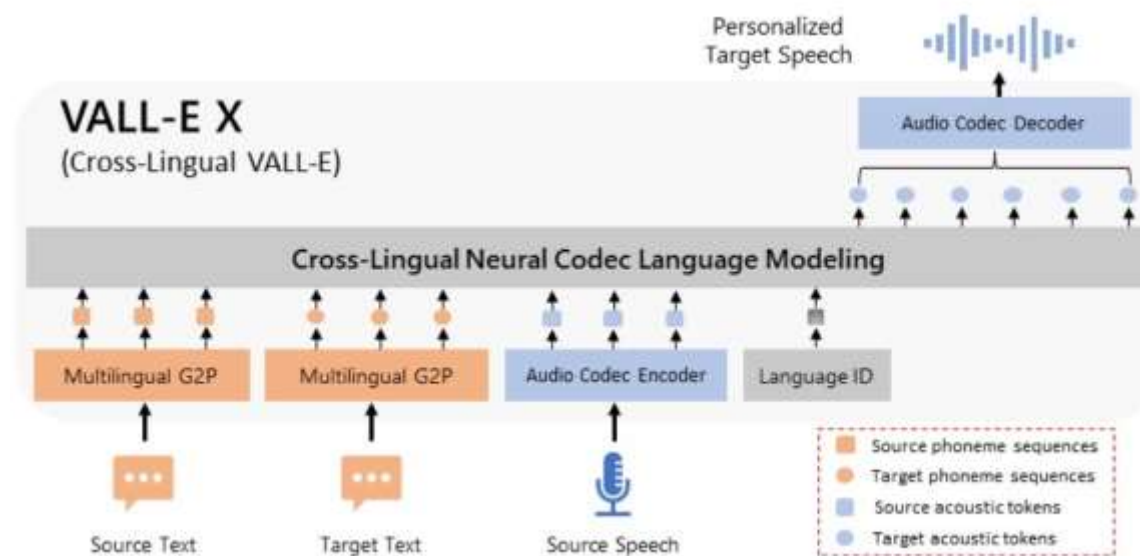 Personalized
Target Speech
VALL-E X
(Cross-Lingual VALL-E)
Audio Codec Decoder
Cross-Lingual Neural Codec Language Modeling
Multilingual G2P
Multilingual G2P
Audio Codec Encoder
Language ID
Source phoneme sequences
Target phoneme sequences
Source acoustic tokens
Target acoustic tokens
Source Text
Target Text
Source Speech